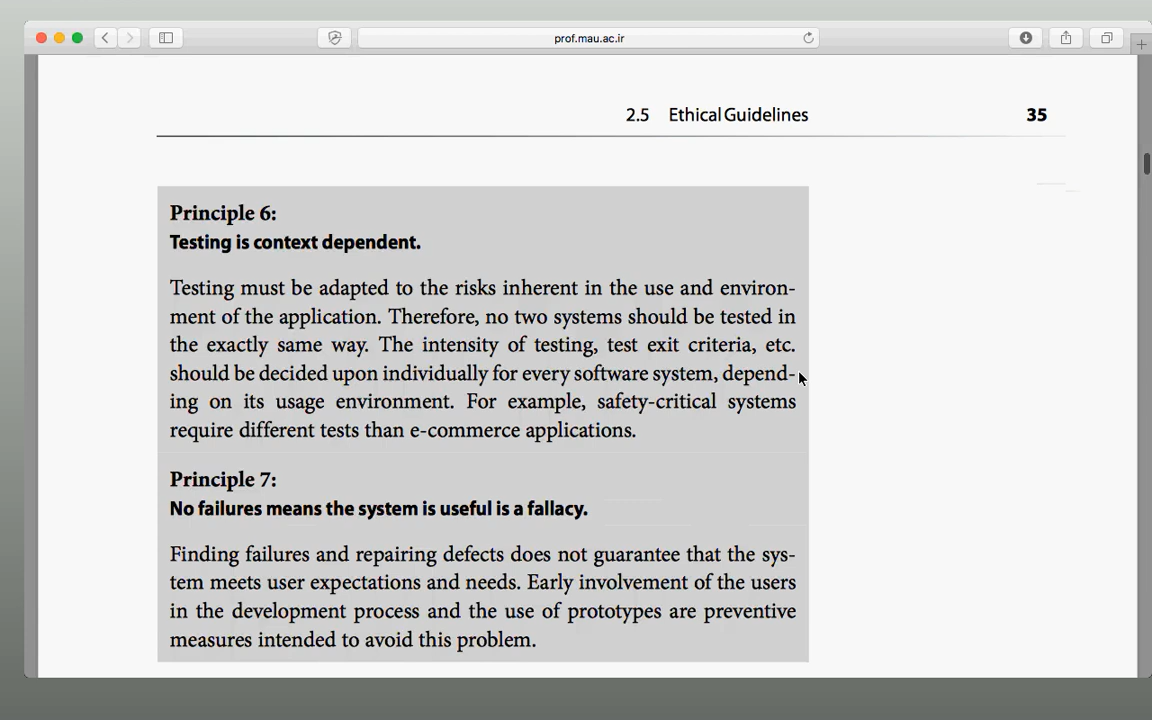 prof.mau.ac.ir
2.5 Ethical Guidelines 35
Principle 6:
Testing is context dependent.
Testing must be adapted to the risks inherent in the use and environ-
ment of the application. Therefore, no two systems should be tested in
the exactly same way. The intensity of testing, test exit criteria, etc.
should be decided upon individually for every software system, depend-
ing on its usage environment. For example, safety-critical systems
require different tests than e-commerce applications.
Principle 7:
No failures means the system is useful is a fallacy.
Finding failures and repairing defects does not guarantee that the sys-
tem meets user expectations and needs. Early involvement of the users
in the development process and the use of prototypes are preventive
measures intended to avoid this problem.